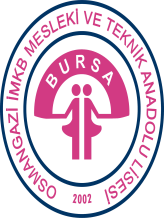 OSMANGAZİ İMKB MESLEKİ VE TEKNİK ANADOLU LİSESİ
BURSA
2002